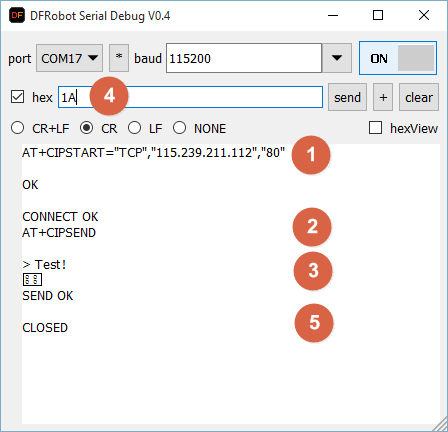 DF DFRobot Serial Debug V0.4
port COM17 * baud 115200 ON
hex 1A 4 send + clear
CR+LF CR LF NONE hexView
AT+CIPSTART="TCP","115.239.211.112","80" 1
OK
CONNECT OK
AT+CIPSEND 2
> Test! 3
SEND OK
CLOSED 5